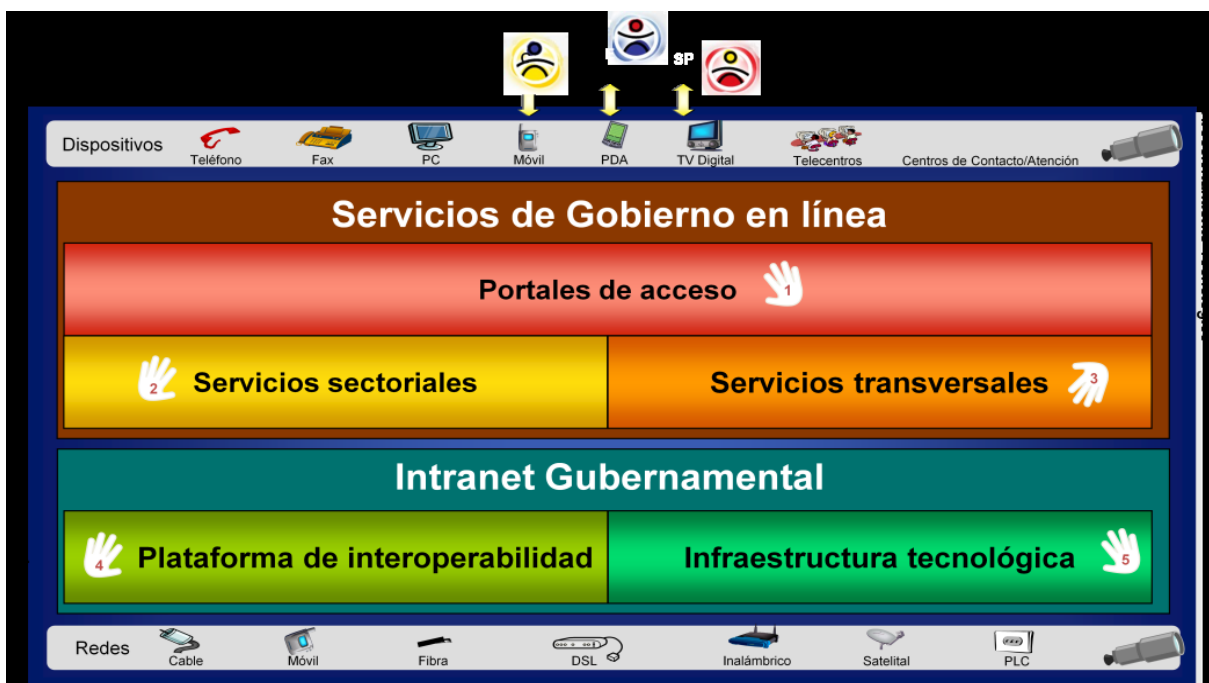 SP
Dispositivos
Teléfono
Fax
PC
Móvil
PDA
TV Digital
Telecentros
Centros de Contacto/Atención
Servicios de Gobierno en línea
Portales de acceso
1
2
Servicios sectoriales
Servicios transversales
3
Intranet Gubernamental
4
Plataforma de interoperabilidad
Infraestructura tecnológica
5
Redes
Cable
Móvil
Fibra
DSL
Inalámbrico
Satelital
PLC